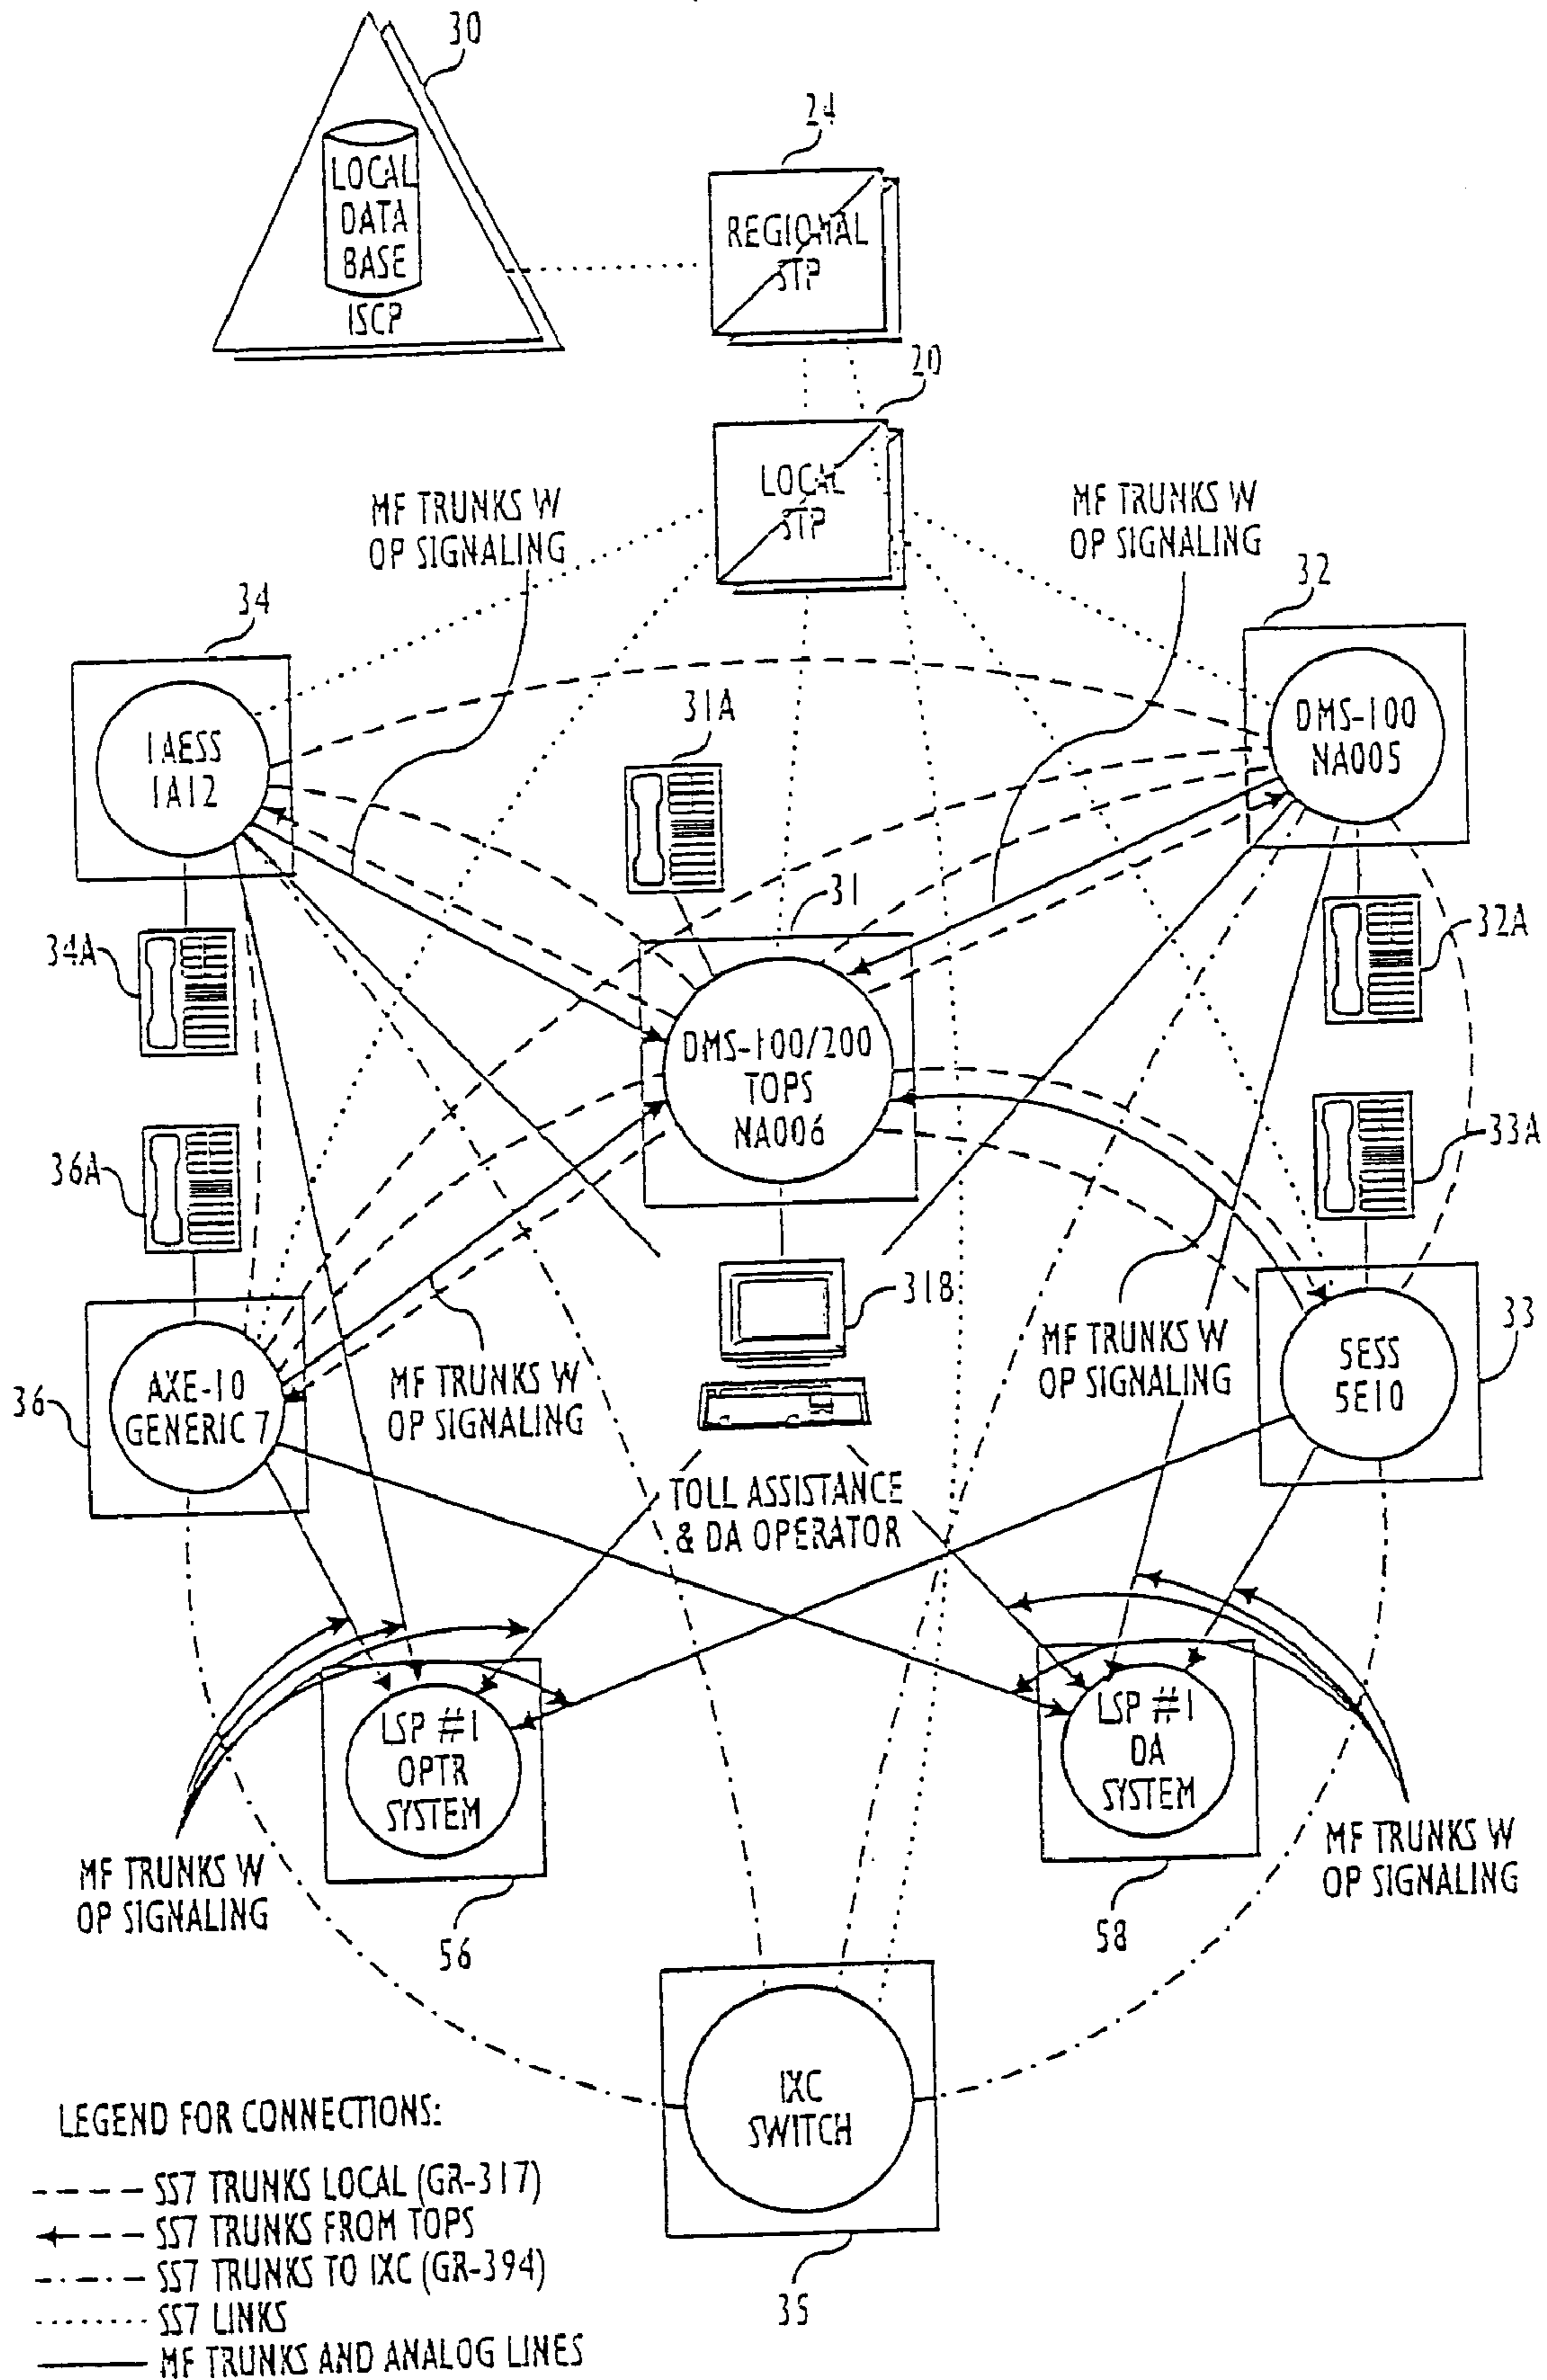 30
LOCAL
DATA
BASE
ISCP
24
REGIONAL
STP
20
LOCAL
STP
MF TRUNKS W
OP SIGNALING
MF TRUNKS W
OP SIGNALING
34
1AESS
1A12
32
DMS-100
NA005
31A
31
34A
32A
DMS-100/200
TOPS
NA006
36A
33A
31B
MF TRUNKS W
OP SIGNALING
MF TRUNKS W
OP SIGNALING
36
AXE-10
GENERIC 7
33
5ESS
5E10
TOLL ASSISTANCE
& DA OPERATOR
LSP #1
OPTR
SYSTEM
LSP #1
DA
SYSTEM
MF TRUNKS W
OP SIGNALING
MF TRUNKS W
OP SIGNALING
56
58
IXC
SWITCH
35
LEGEND FOR CONNECTIONS:
SS7 TRUNKS LOCAL (GR-317)
SS7 TRUNKS FROM TOPS
SS7 TRUNKS TO IXC (GR-394)
SS7 LINKS
MF TRUNKS AND ANALOG LINES